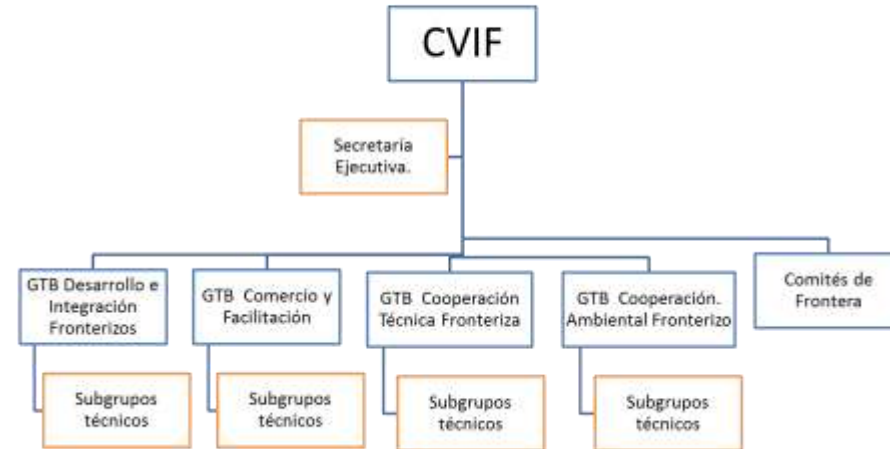 CVIF
Secretaria
Ejecutiva.
GTB Desarrollo e
Integración
Fronterizos
GTB Comercio y
Facilitación
GTB Cooperación
Técnica Fronteriza
GTB Cooperación.
Ambiental Fronterizo
Comités de
Frontera
Subgrupos
técnicos
Subgrupos
técnicos
Subgrupos
técnicos
Subgrupos
técnicos